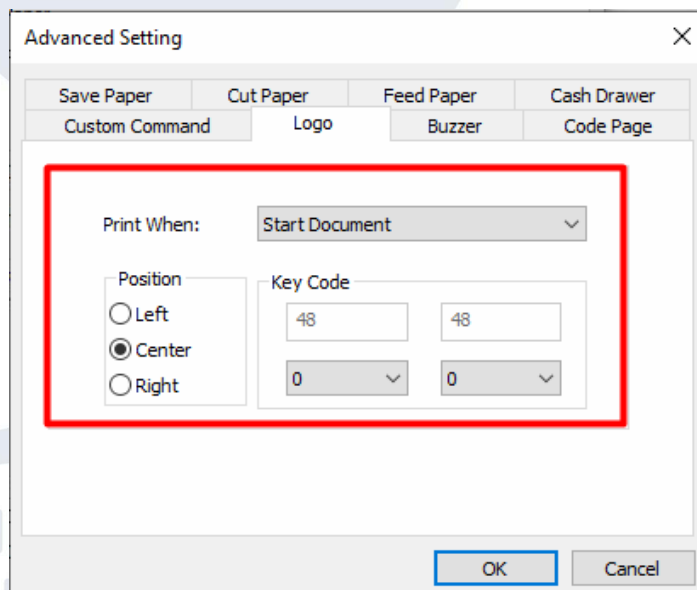 Advanced Setting
Save Paper Cut Paper Feed Paper Cash Drawer
Custom Command Logo Buzzer Code Page
Print When: Start Document
Position Key Code
Left 48 48
Center
Right 0 0
OK Cancel